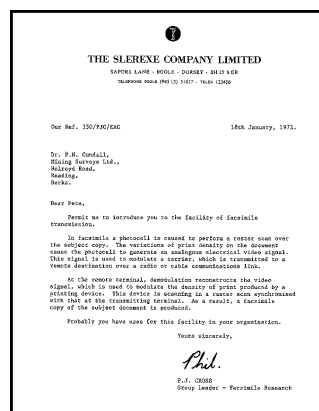 THE SLEREXE COMPANY LIMITED
SAPORS LANE - BOOLE - DORSET - BH 25 8 ER
TELEPHONE BOOLE (945 13) 51617 - TELEX 123456
Our Ref. 350/PJC/EAC 18th January, 1972.
Dr. P.N. Cundall,
Mining Surveys Ltd.,
Holroyd Road,
Reading,
Berks.
Dear Pete,
Permit me to introduce you to the facility of facsimile
transmission.
In facsimile a photocell is caused to perform a raster scan over
the subject copy. The variations of print density on the document
cause the photocell to generate an analogous electrical video signal.
This signal is used to modulate a carrier, which is transmitted to a
remote destination over a radio or cable communications link.
At the remote terminal, demodulation reconstructs the video
signal, which is used to modulate the density of print produced by a
printing device. This device is scanning in a raster scan synchronised
with that at the transmitting terminal. As a result, a facsimile
copy of the subject document is produced.
Probably you have uses for this facility in your organisation.
Yours sincerely,
Phil.
P.J. CROSS
Group Leader - Facsimile Research